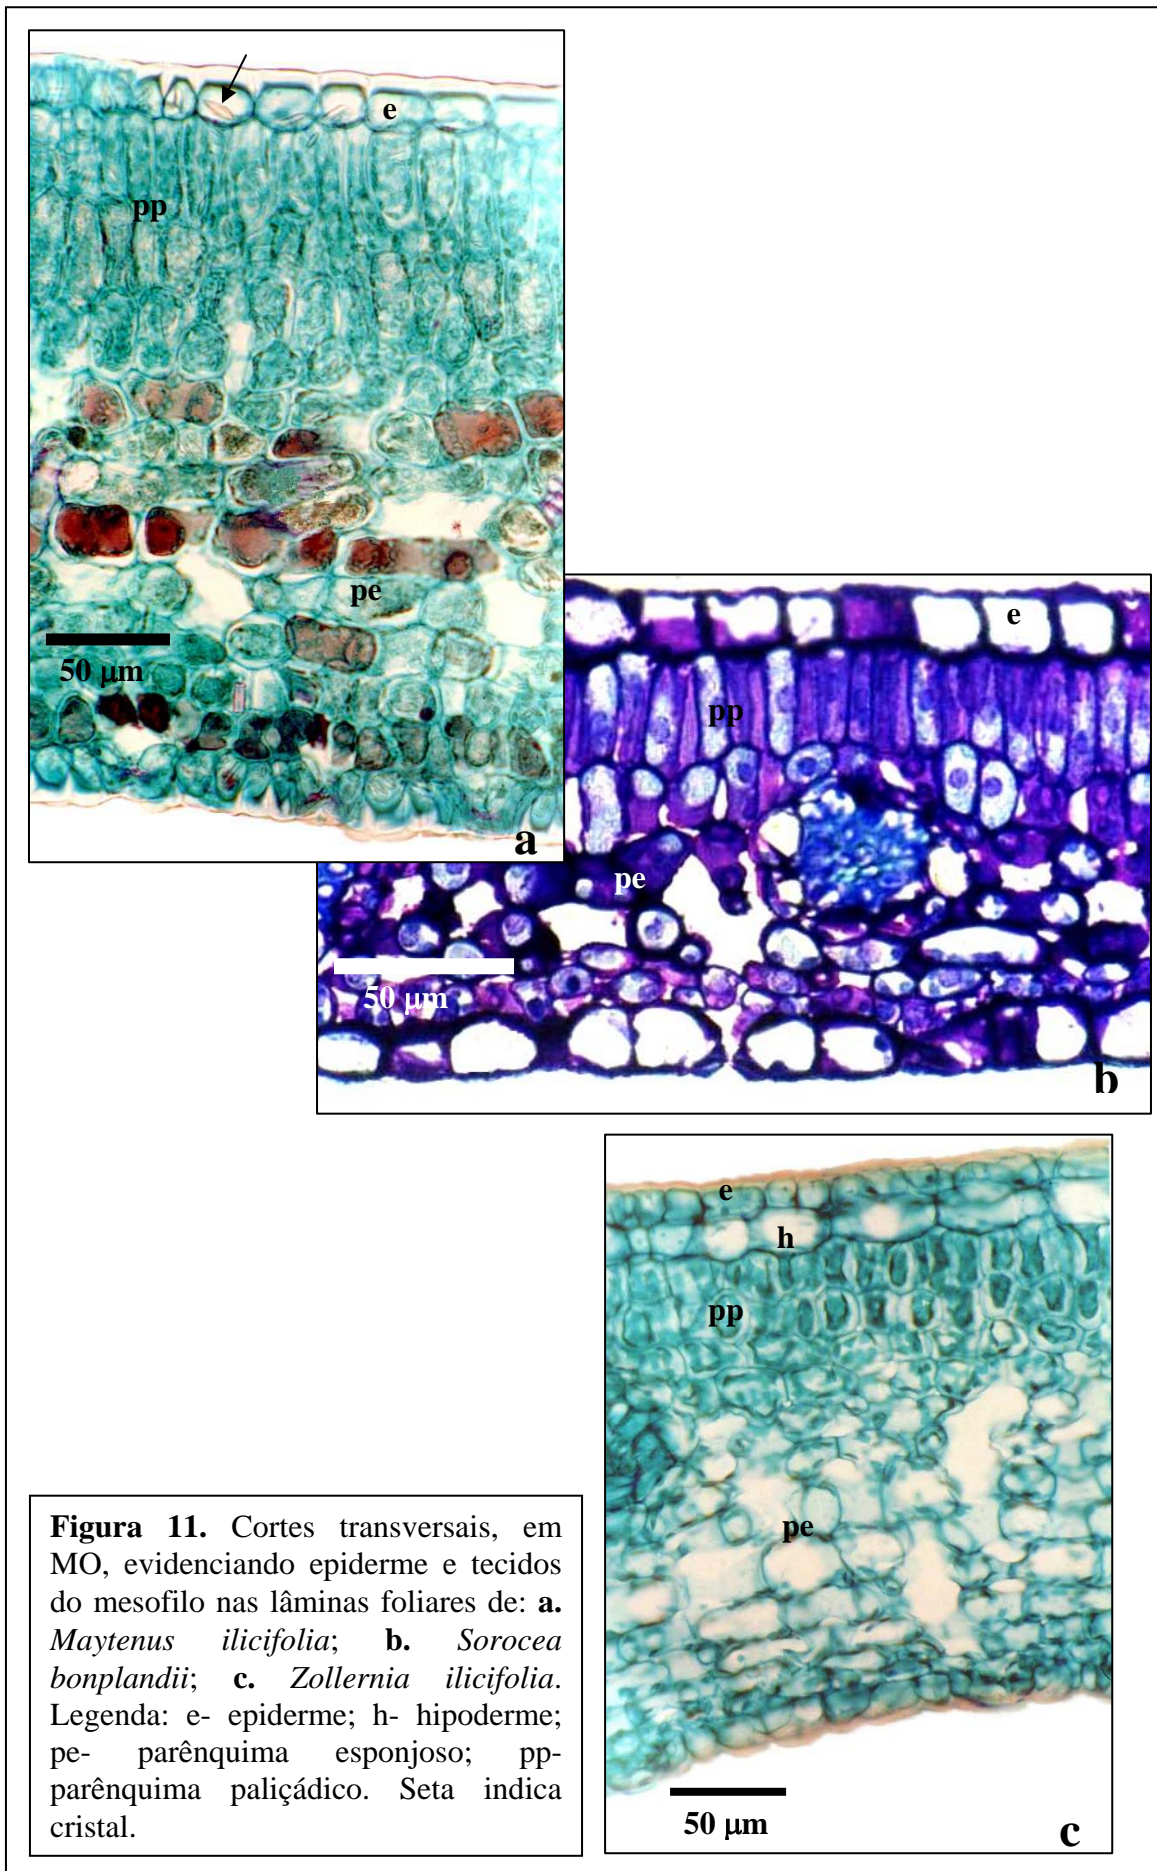 e
pp
pe
50 μm
a
e
pp
pe
50 μm
b
e
h
pp
pe
50 μm
c
Figura 11. Cortes transversais, em
MO, evidenciando epiderme e tecidos
do mesofilo nas lâminas foliares de: a.
Maytenus ilicifolia; b. Sorocea
bonplandii; c. Zollernia ilicifolia.
Legenda: e- epiderme; h- hipoderme;
pe- parênquima esponjoso; pp-
parênquima paliçádico. Seta indica
cristal.